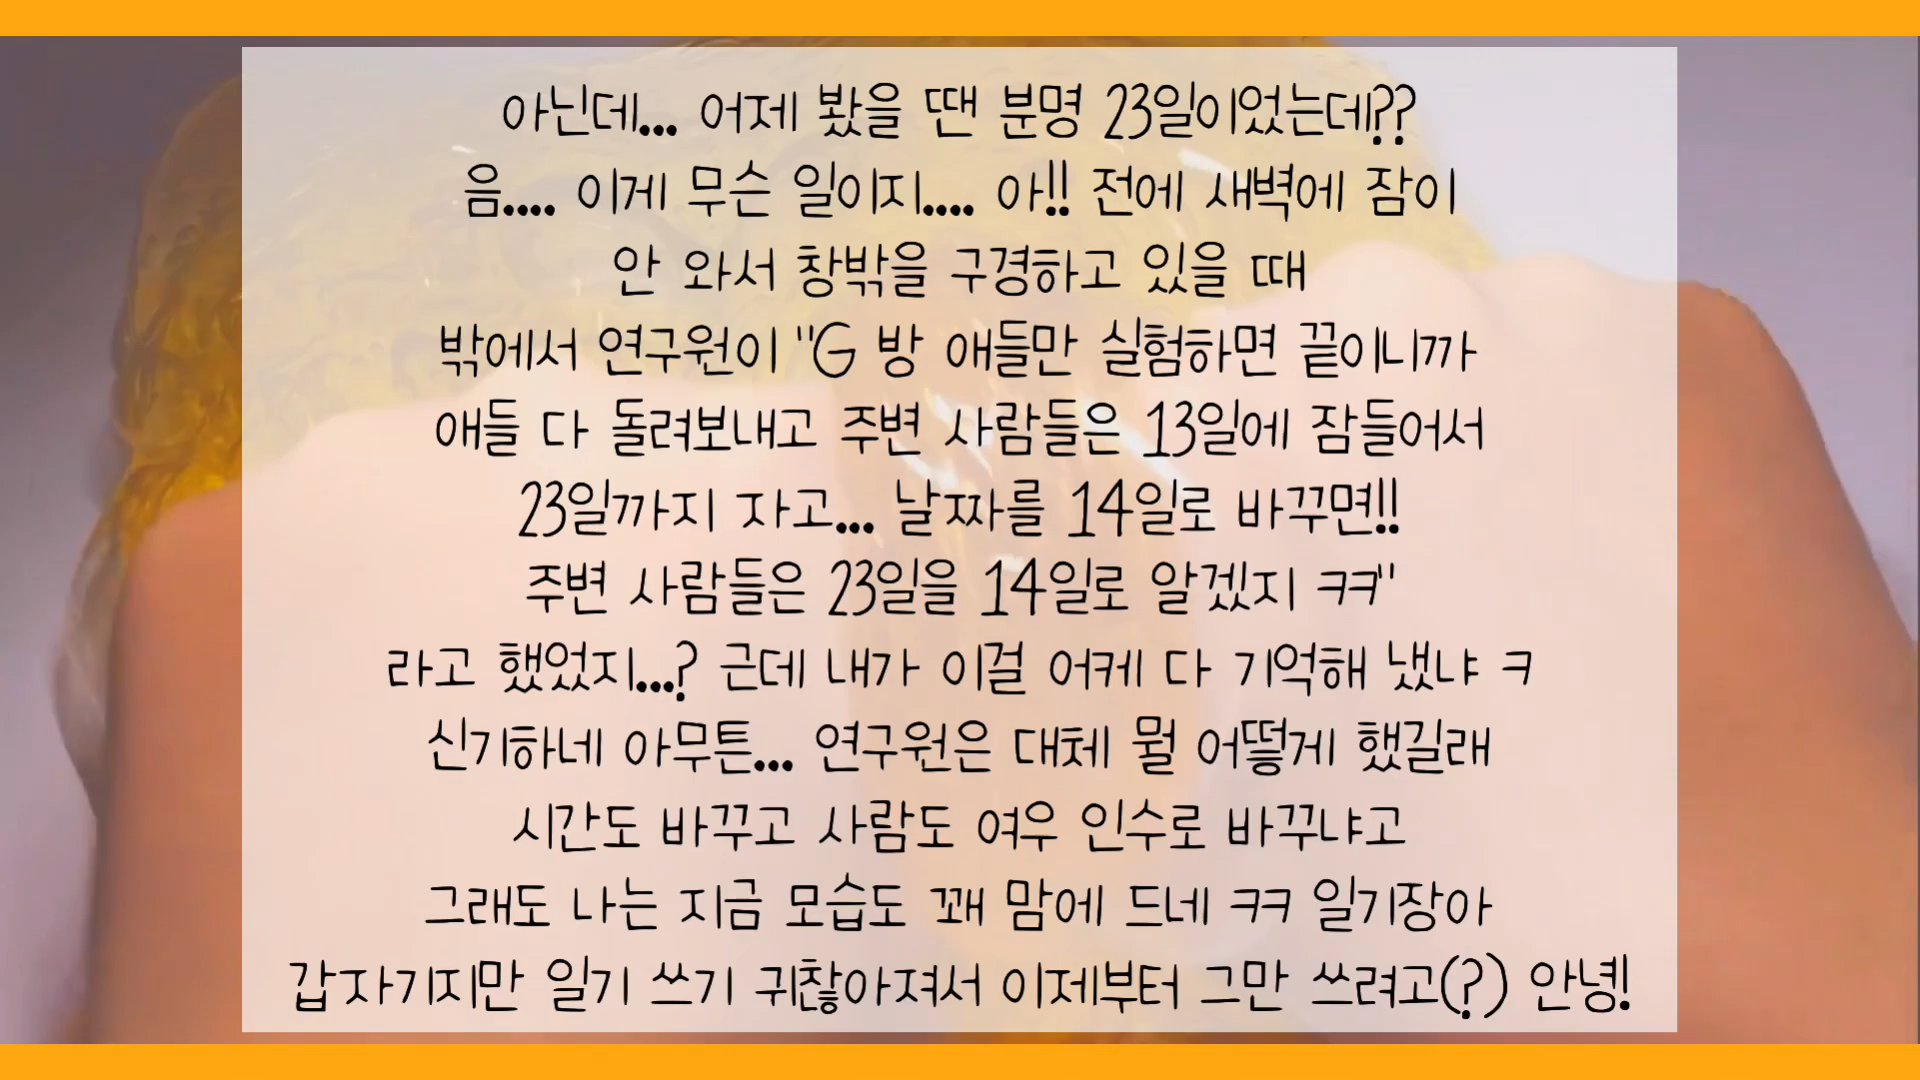 아닌데... 어제 봤을 땐 분명 23일이었는데??
음.... 이게 무슨 일이지.... 아!! 전에 새벽에 잠이
안 와서 창밖을 구경하고 있을 때
밖에서 연구원이 "G 방 애들만 실험하면 끝이니까
애들 다 돌려보내고 주변 사람들은 13일에 잠들어서
23일까지 자고... 날짜를 14일로 바꾸면!!
주변 사람들은 23일을 14일로 알겠지 ㅋㅋ"
라고 했었지...? 근데 내가 이걸 어케 다 기억해 냈냐 ㅋ
신기하네 아무튼... 연구원은 대체 뭘 어떻게 했길래
시간도 바꾸고 사람도 여우 인수로 바꾸냐고
그래도 나는 지금 모습도 꽤 맘에 드네 ㅋㅋ 일기장아
갑자기지만 일기 쓰기 귀찮아져서 이제부터 그만 쓰려고(?) 안녕!